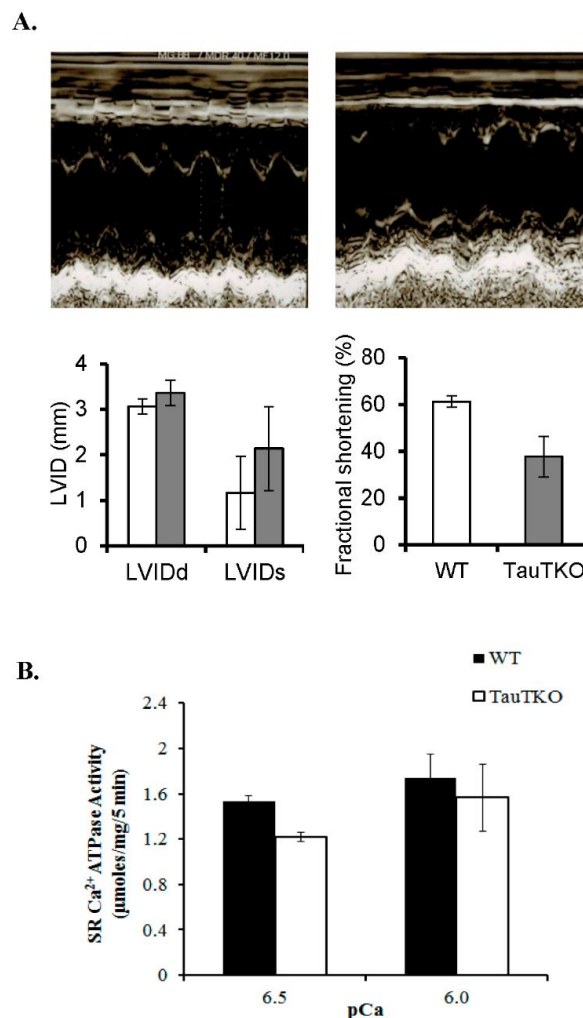 A.
MG:88 / MOR:40 / MF:12.0
LVID (mm)
4
3
2
1
0
LVIDd LVIDs
Fractional shortening (%)
80
60
40
20
0
WT TauTKO
B.
WT
TauTKO
SR Ca²⁺ ATPase Activity
(µmoles/mg/5 min)
2.4
2
1.6
1.2
0.8
0.4
0
6.5 6.0
pCa